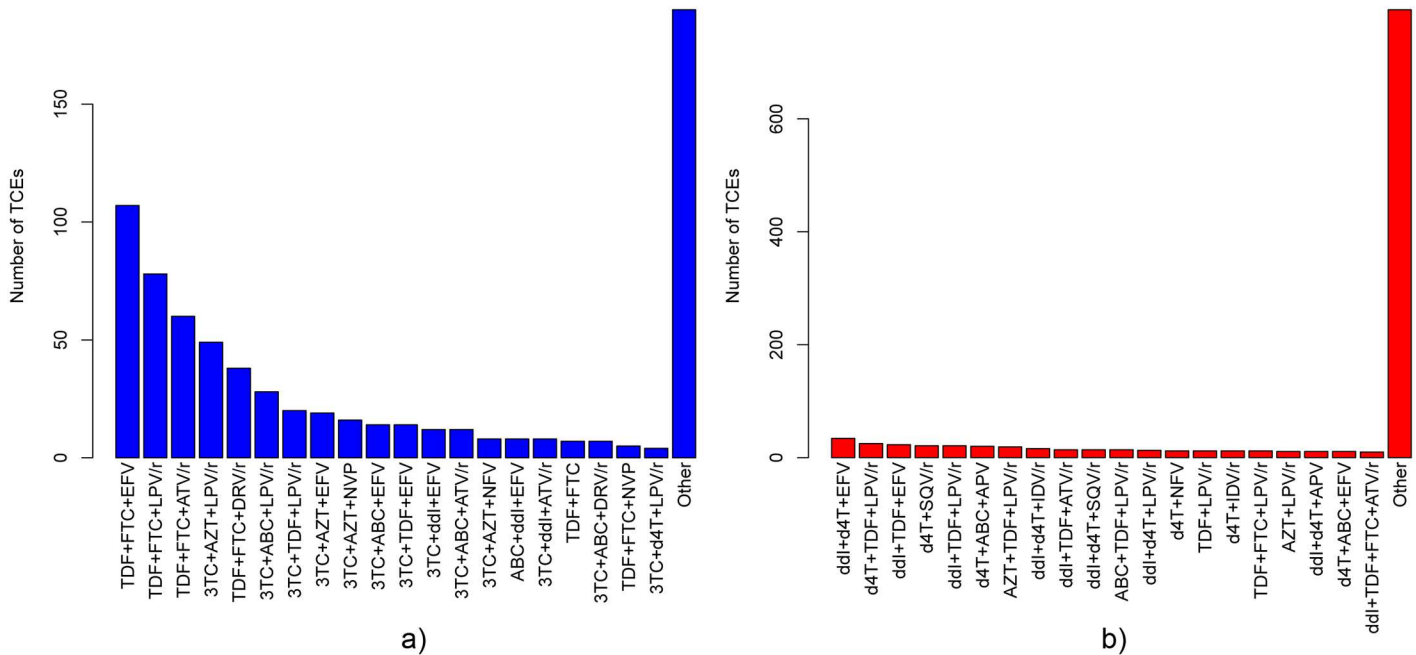 Number of TCEs
150
100
50
0
TDF+FTC+EFV
TDF+FTC+LPV/r
TDF+FTC+ATV/r
3TC+AZT+LPV/r
TDF+FTC+DRV/r
3TC+ABC+LPV/r
3TC+TDF+LPV/r
3TC+AZT+EFV
3TC+AZT+NVP
3TC+ABC+EFV
3TC+TDF+EFV
3TC+ddI+EFV
3TC+ABC+ATV/r
3TC+AZT+NFV
ABC+ddI+EFV
3TC+ddI+ATV/r
TDF+FTC
3TC+ABC+DRV/r
TDF+FTC+NVP
3TC+d4T+LPV/r
Other
a)
Number of TCEs
600
400
200
0
ddI+d4T+EFV
d4T+TDF+LPV/r
ddI+TDF+EFV
d4T+SQV/r
ddI+TDF+LPV/r
d4T+ABC+APV
AZT+TDF+LPV/r
ddI+d4T+IDV/r
ddI+TDF+ATV/r
ddI+d4T+SQV/r
ABC+TDF+LPV/r
ddI+d4T+LPV/r
d4T+NFV
TDF+LPV/r
d4T+IDV/r
TDF+FTC+LPV/r
AZT+LPV/r
ddI+d4T+APV
d4T+ABC+EFV
ddI+TDF+FTC+ATV/r
Other
b)